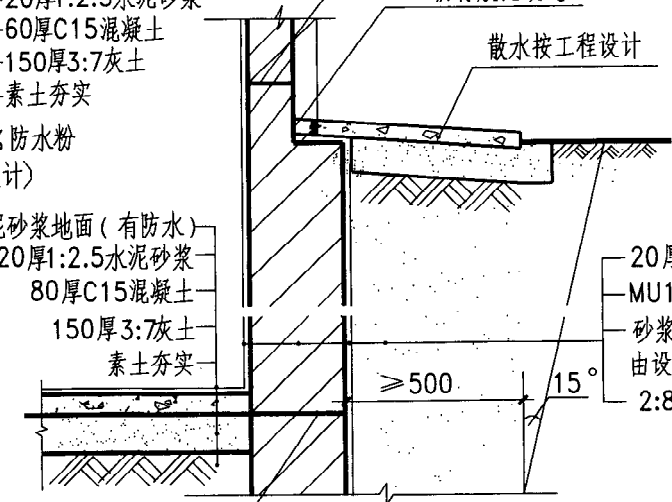 20厚1:2.5水泥砂浆
60厚C15混凝土
150厚3:7灰土
素土夯实
防水粉
计)
散水按工程设计
泥砂浆地面(有防水)
20厚1:2.5水泥砂浆
80厚C15混凝土
150厚3:7灰土
素土夯实
20厚
MU1
砂浆
由设
2:8
≥500
15°